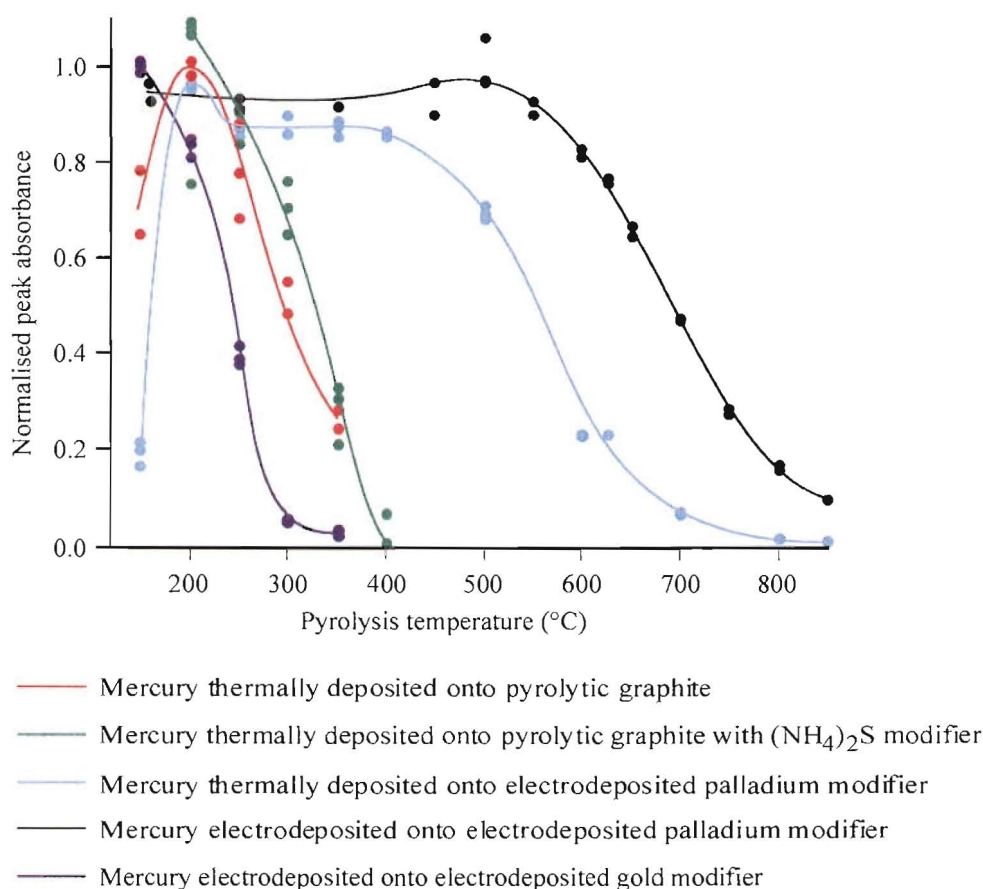 Normalised peak absorbance
1.0
0.8
0.6
0.4
0.2
0.0
200 300 400 500 600 700 800
Pyrolysis temperature (°C)
Mercury thermally deposited onto pyrolytic graphite
Mercury thermally deposited onto pyrolytic graphite with (NH4)2S modifier
Mercury thermally deposited onto electrodeposited palladium modifier
Mercury electrodeposited onto electrodeposited palladium modifier
Mercury electrodeposited onto electrodeposited gold modifier